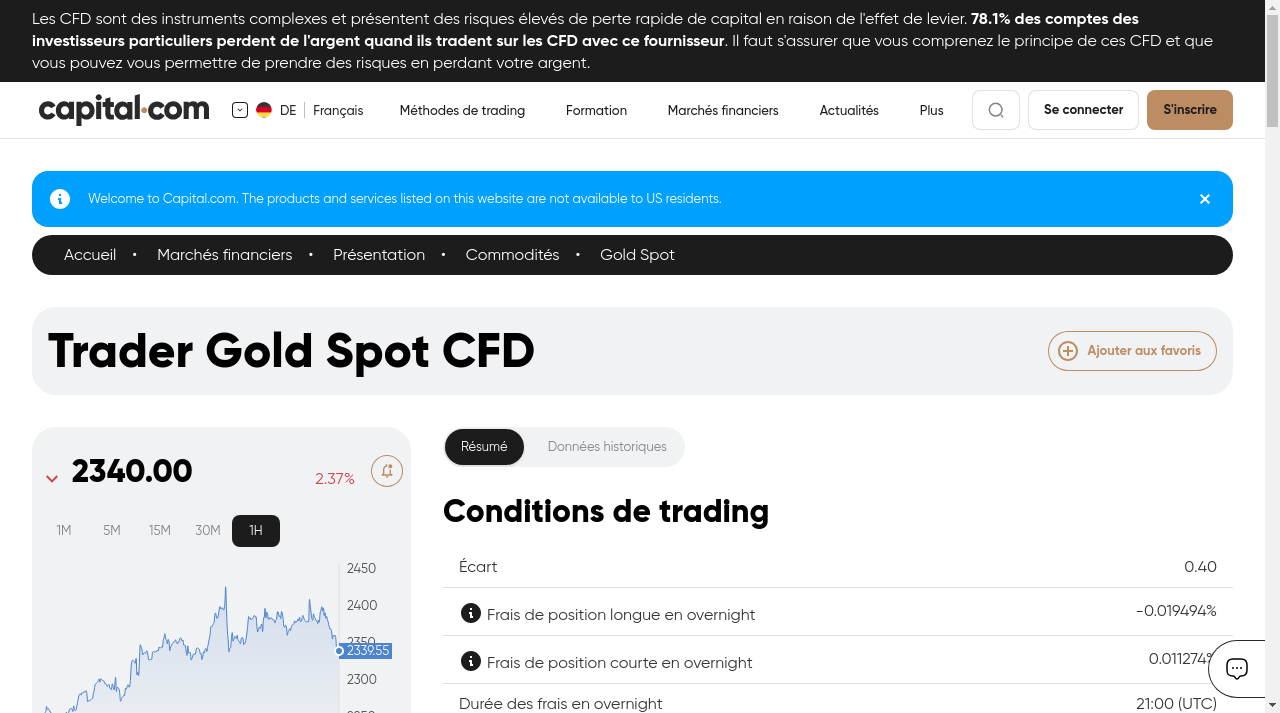 Les CFD sont des instruments complexes et présentent des risques élevés de perte rapide de capital en raison de l'effet de levier. 78.1% des comptes des
investisseurs particuliers perdent de l'argent quand ils tradent sur les CFD avec ce fournisseur. Il faut s'assurer que vous comprenez le principe de ces CFD et que
vous pouvez vous permettre de prendre des risques en perdant votre argent.
capital.com DE Français Méthodes de trading Formation Marchés financiers Actualités Plus Se connecter S'inscrire
Welcome to Capital.com. The products and services listed on this website are not available to US residents.
Accueil • Marchés financiers • Présentation • Commodités • Gold Spot
Trader Gold Spot CFD
Ajouter aux favoris
2340.00 2.37%
1M 5M 15M 30M 1H
2450
2400
2350
2339.55
2300
Résumé Données historiques
Conditions de trading
Écart 0.40
Frais de position longue en overnight -0.019494%
Frais de position courte en overnight 0.011274%
Durée des frais en overnight 21:00 (UTC)